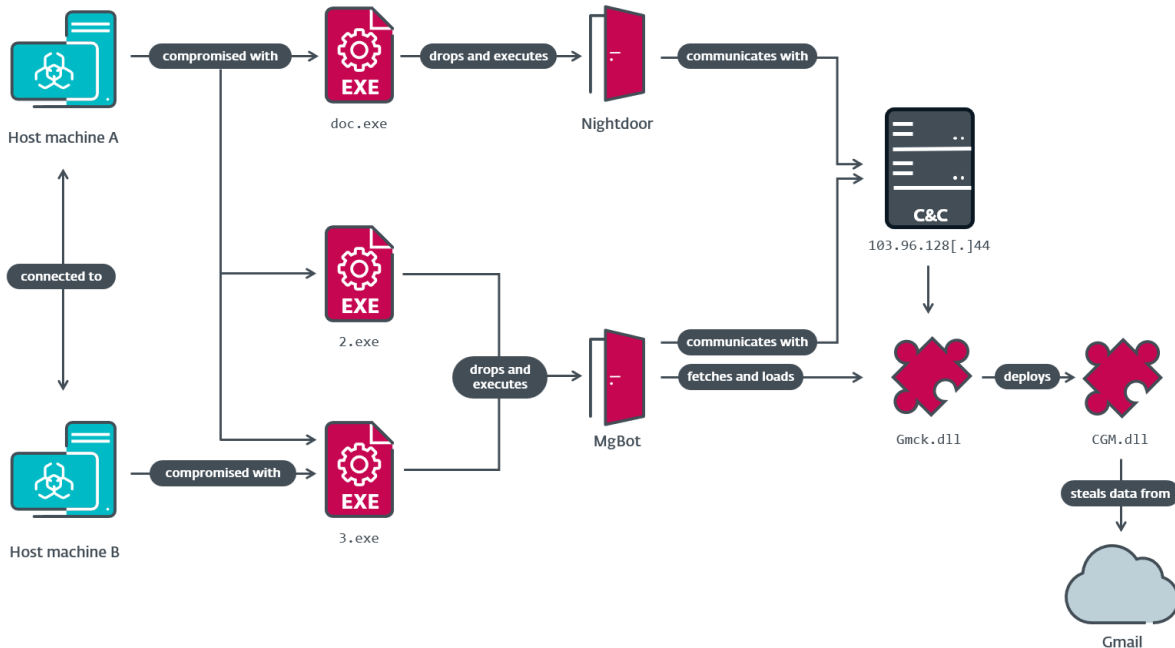 compromised with
EXE
doc.exe
drops and executes
Nightdoor
communicates with
Host machine A
C&C
103.96.128[.]44
connected to
EXE
2.exe
drops and
executes
MgBot
communicates with
fetches and loads
Gmck.dll
deploys
CGM.dll
Host machine B
compromised with
EXE
3.exe
steals data from
Gmail